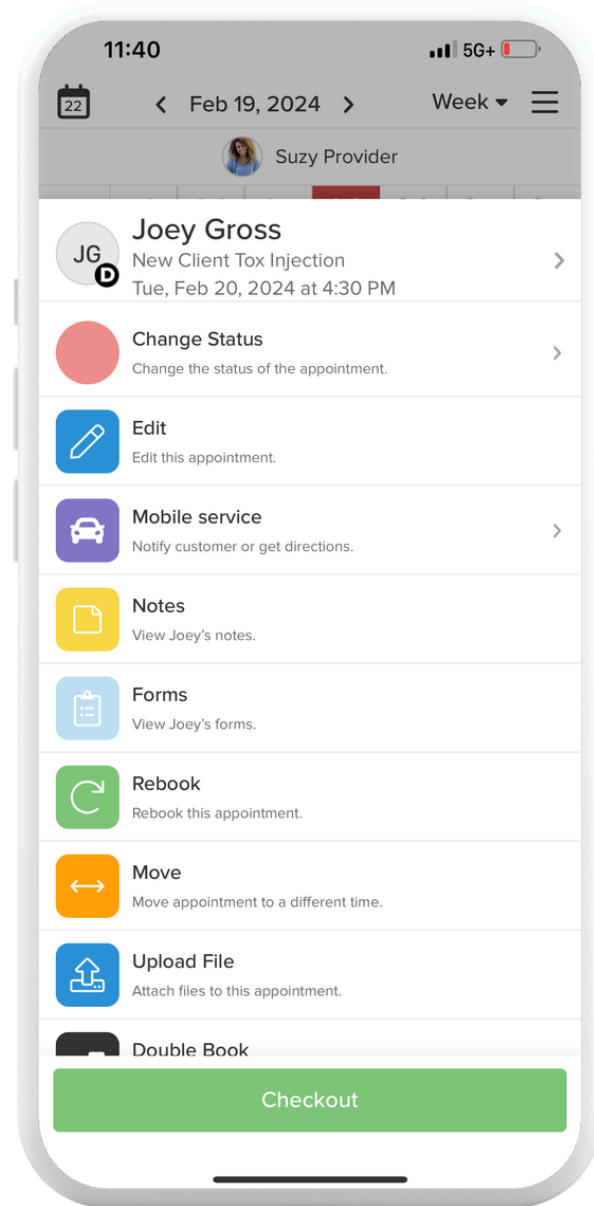 11:40
5G+
22
Feb 19, 2024
Week
Suzy Provider
JG
D
Joey Gross
New Client Tox Injection
Tue, Feb 20, 2024 at 4:30 PM
Change Status
Change the status of the appointment.
Edit
Edit this appointment.
Mobile service
Notify customer or get directions.
Notes
View Joey's notes.
Forms
View Joey's forms.
Rebook
Rebook this appointment.
Move
Move appointment to a different time.
Upload File
Attach files to this appointment.
Double Book
Checkout